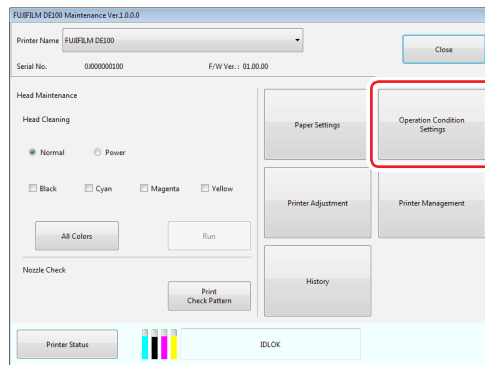 FUJIFILM DE100 Maintenance Ver.1.0.0.0
Printer Name FUJIFILM DE100
Close
Serial No. 0J000000100 F/W Ver. : 01.00.00
Head Maintenance
Head Cleaning
Normal Power
Black Cyan Magenta Yellow
All Colors Run
Nozzle Check
Print
Check Pattern
Paper Settings
Operation Condition
Settings
Printer Adjustment
Printer Management
History
Printer Status
IDLOK